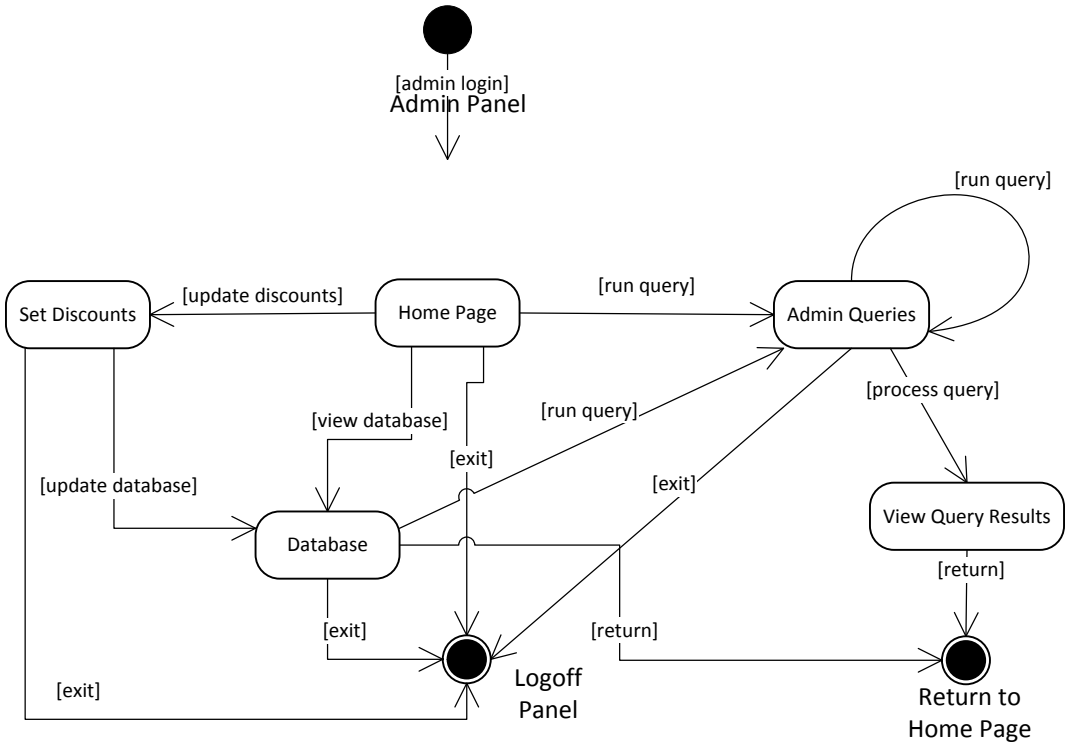 [admin login]
Admin Panel
[run query]
[update discounts]
[run query]
Set Discounts
Home Page
Admin Queries
[process query]
[view database]
[run query]
[exit]
[update database]
[exit]
View Query Results
Database
[return]
[exit]
[return]
[exit]
Logoff
Panel
Return to
Home Page